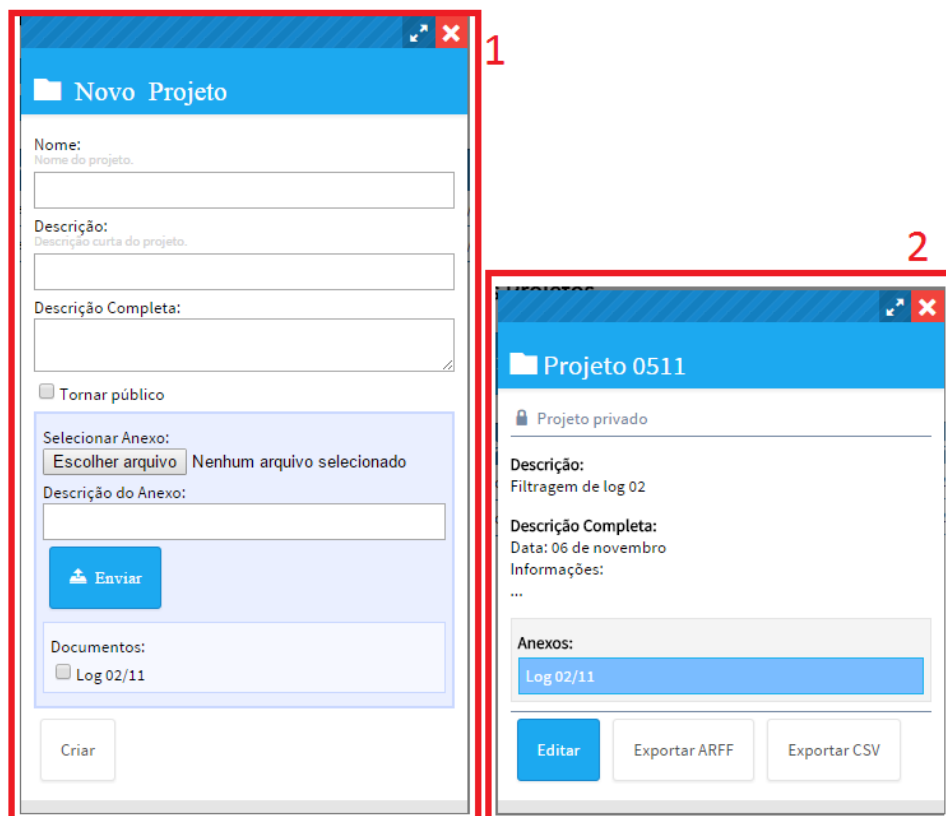 1
Novo Projeto
Nome:
Nome do projeto.
Descrição:
Descrição curta do projeto.
Descrição Completa:
Tornar público
Selecionar Anexo:
Escolher arquivo Nenhum arquivo selecionado
Descrição do Anexo:
Enviar
Documentos:
Log 02/11
Criar
2
Projeto 0511
Projeto privado
Descrição:
Filtragem de log 02
Descrição Completa:
Data: 06 de novembro
Informações:
...
Anexos:
Log 02/11
Editar Exportar ARFF Exportar CSV